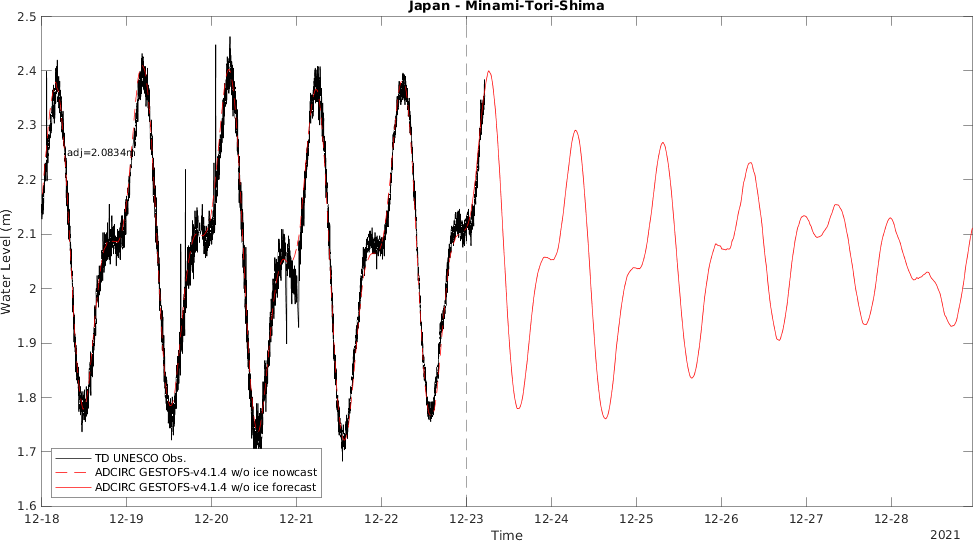 Japan - Minami-Tori-Shima
2.5
2.4
2.3
2.2
2.1
2
1.9
1.8
1.7
1.6
Water Level (m)
adj=2.0834m
TD UNESCO Obs.
ADCIRC GESTOFS-v4.1.4 w/o ice nowcast
ADCIRC GESTOFS-v4.1.4 w/o ice forecast
12-18 12-19 12-20 12-21 12-22 12-23 12-24 12-25 12-26 12-27 12-28
Time
2021